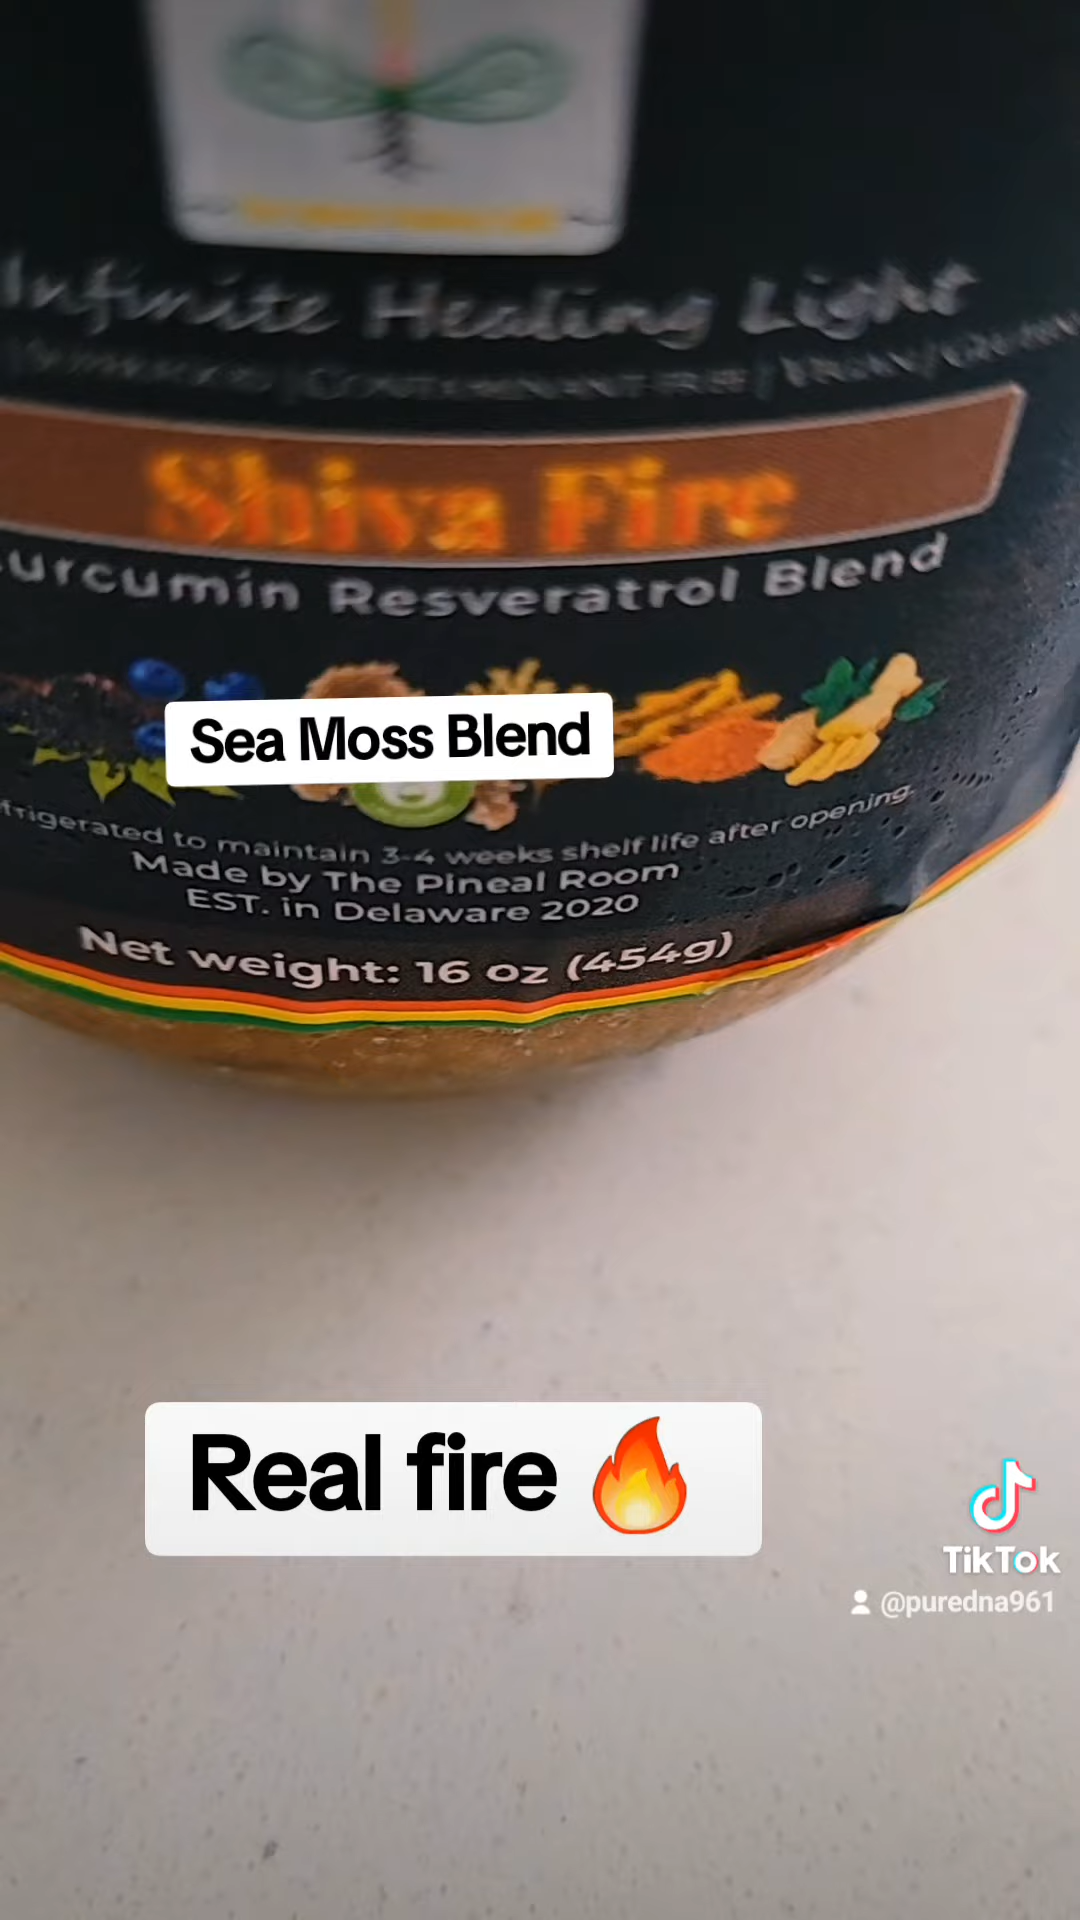 Infinite Healing Light
Shiva Fire
urcumin Resveratrol Blend
Sea Moss Blend
frigerated to maintain 3-4 weeks shelf life after opening.
Made by The Pineal Room
EST. in Delaware 2020
Net weight: 16 oz (454g)
Real fire 🔥
TikTok
@puredna961